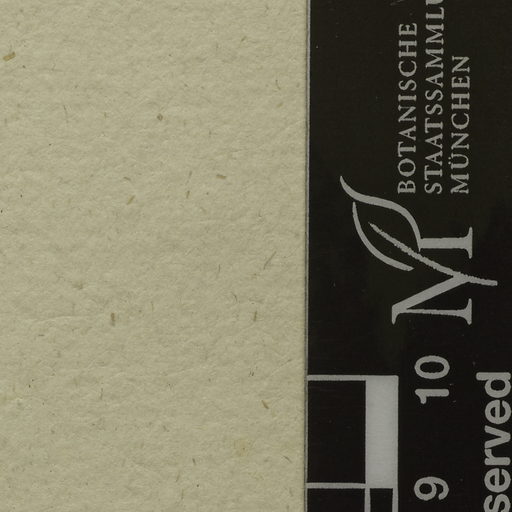 BOTANISCHE
STAATSSAMMLU
MÜNCHEN
M
9 10
served